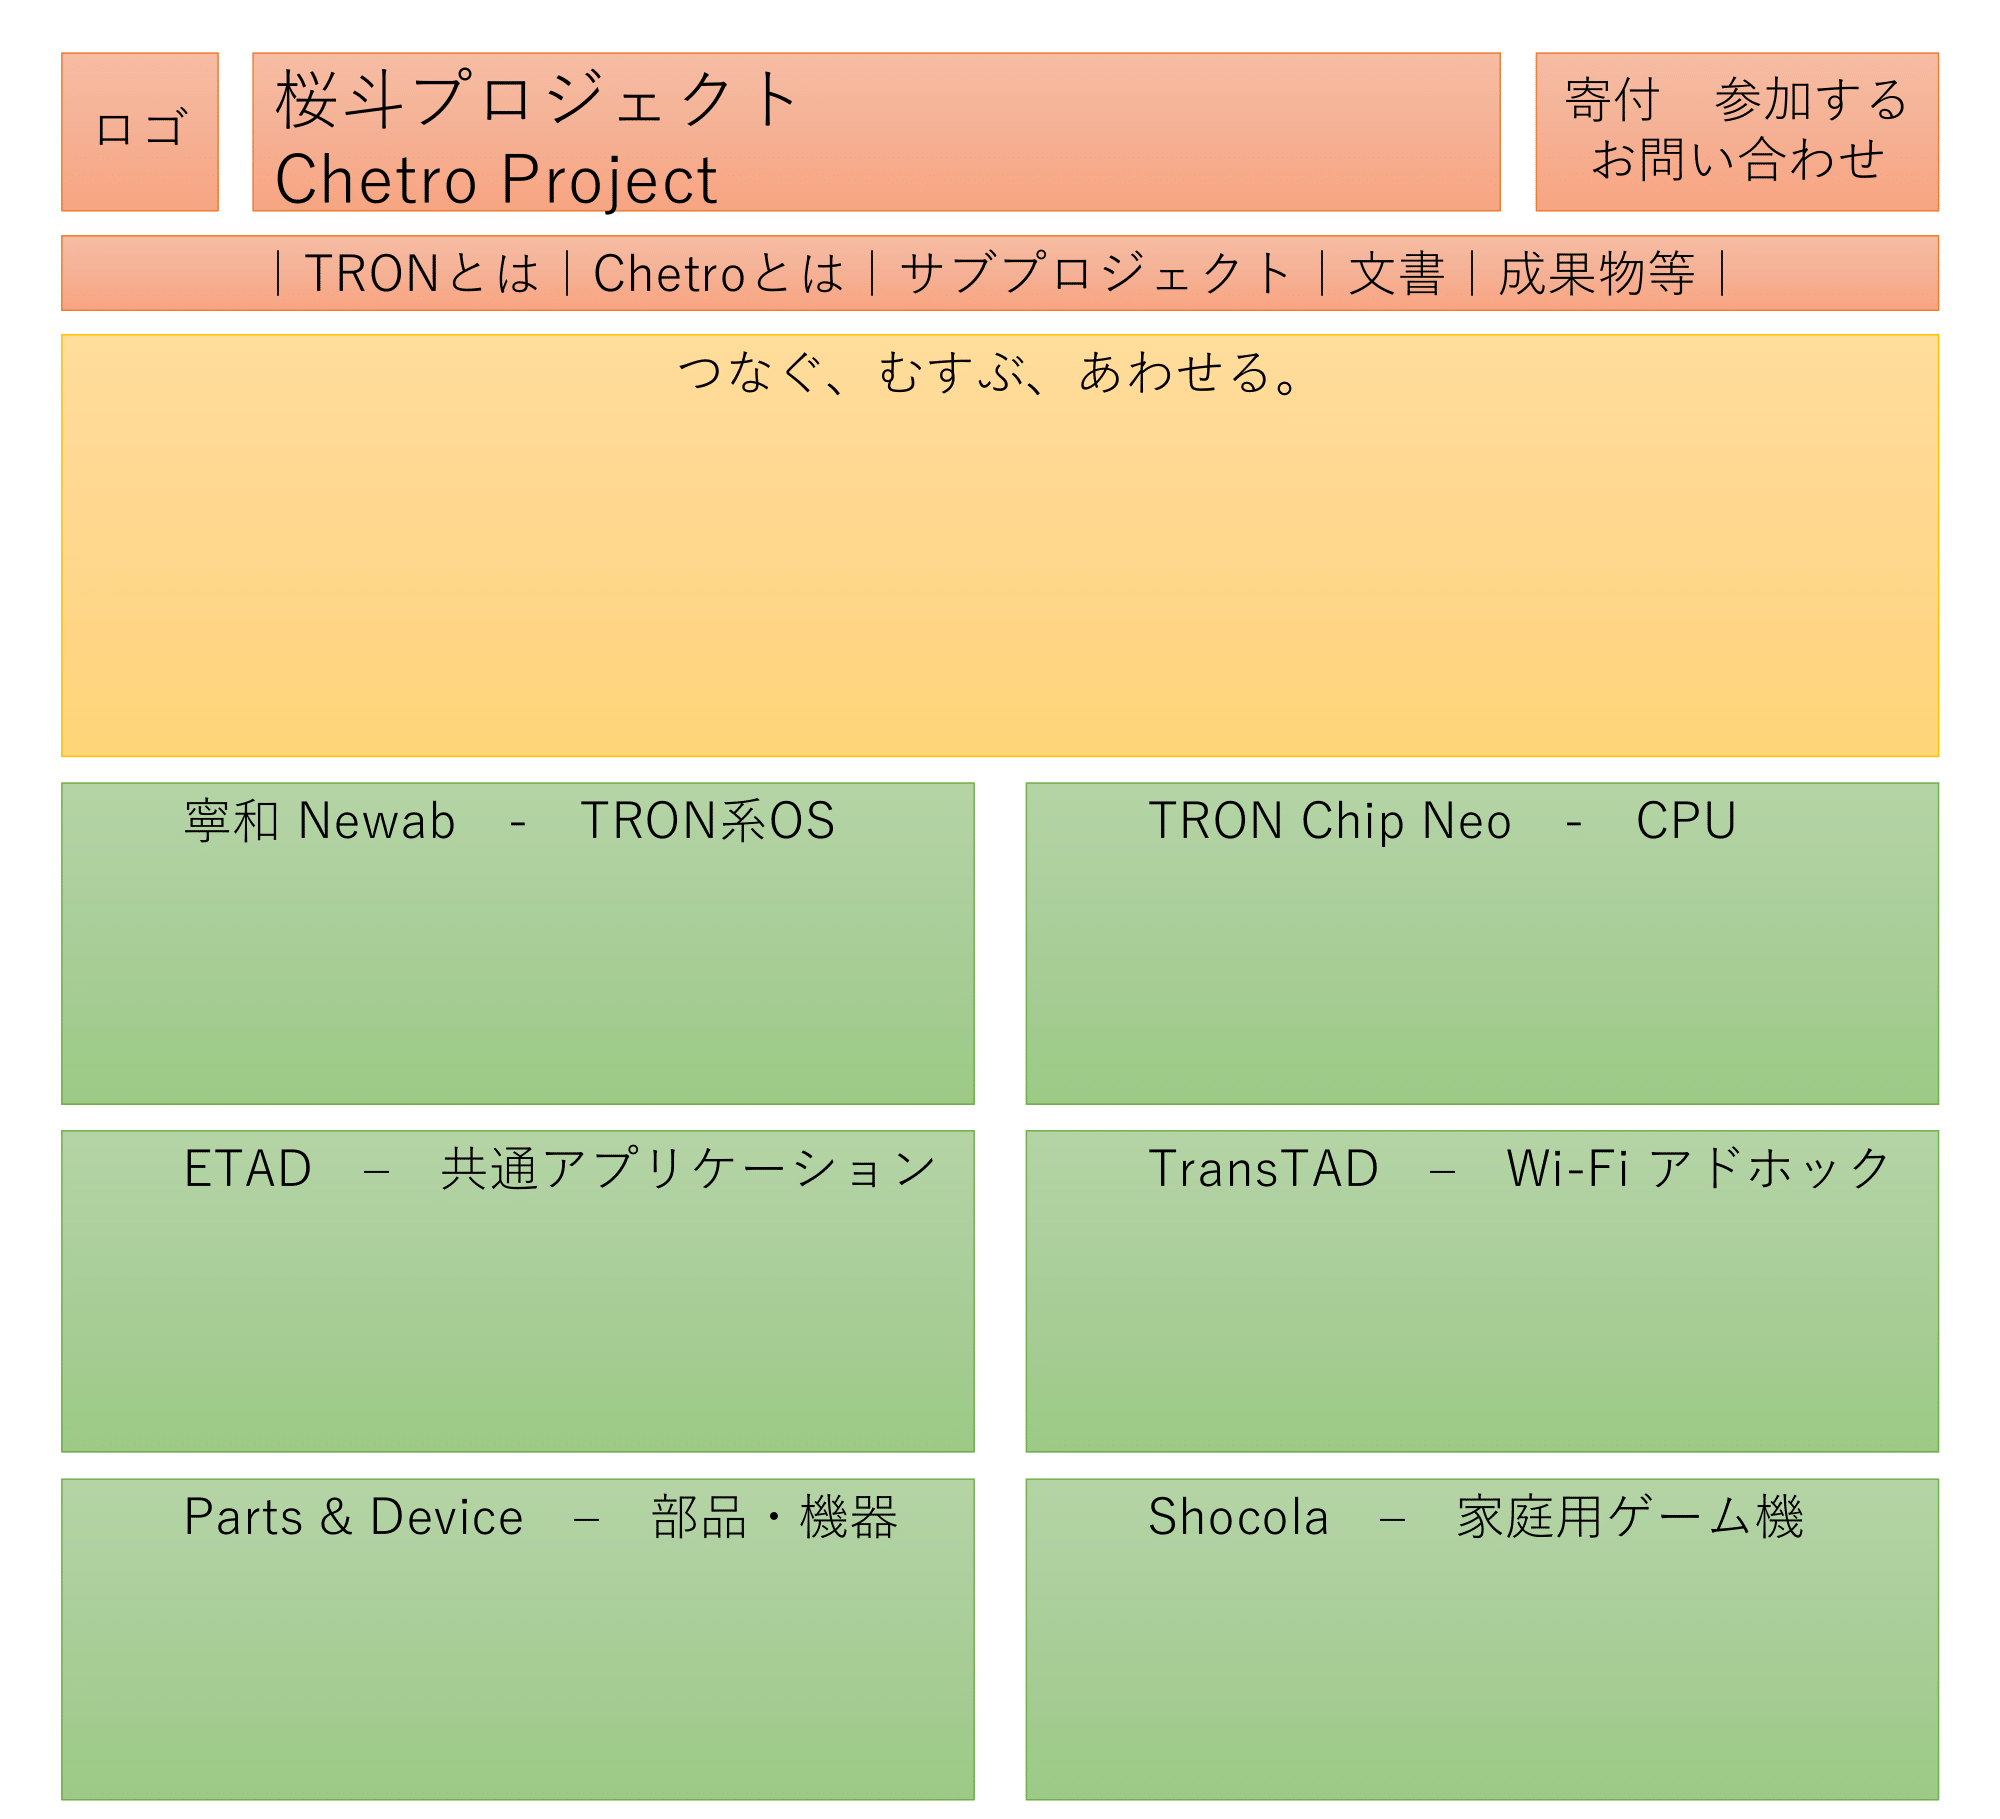 ロゴ
桜斗プロジェクト
Chetro Project
寄付　参加する
お問い合わせ
｜TRONとは｜Chetroとは｜サブプロジェクト｜文書｜成果物等｜
つなぐ、むすぶ、あわせる。
寧和 Newab　-　TRON系OS
TRON Chip Neo　-　CPU
ETAD　–　共通アプリケーション
TransTAD　–　Wi-Fi アドホック
Parts & Device　–　部品・機器
Shocola　–　家庭用ゲーム機